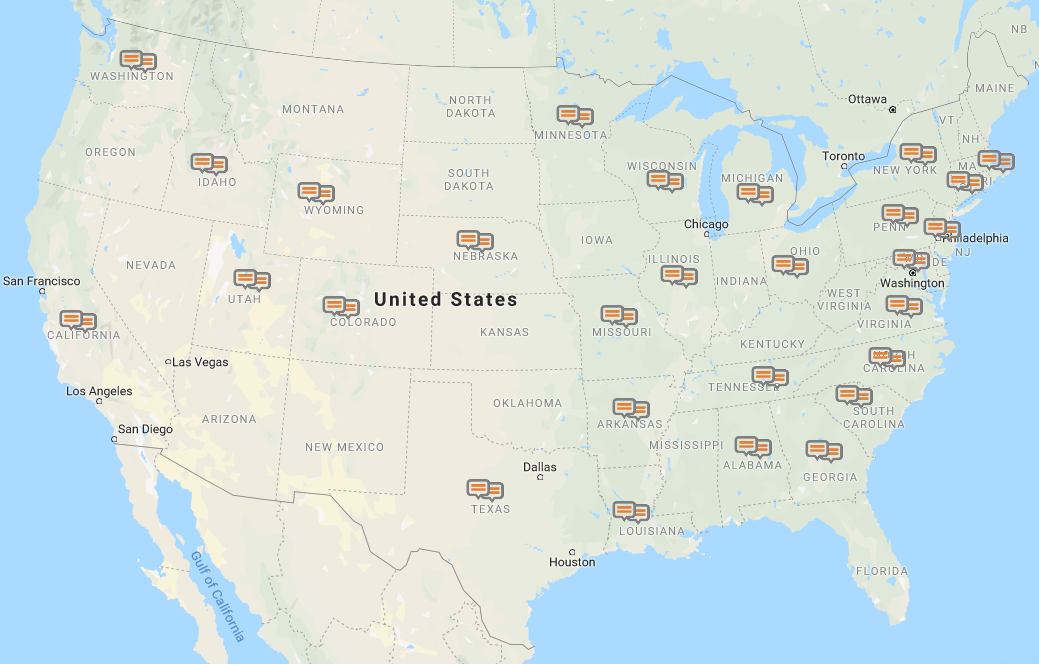 NB
WASHINGTON
MAINE
MONTANA
NORTH
DAKOTA
Ottawa
VT
MINNESOTA
NH
OREGON
Toronto
NEW YORK
MA
RI
WISCONSIN
MICHIGAN
IDAHO
SOUTH
DAKOTA
WYOMING
Chicago
PENN
Philadelphia
NEBRASKA
IOWA
OHIO
NJ
NEVADA
ILLINOIS
DE
San Francisco
INDIANA
Washington
UTAH
United States
WEST
VIRGINIA
COLORADO
VIRGINIA
CALIFORNIA
KANSAS
MISSOURI
KENTUCKY
Las Vegas
CAROLINA
TENNESSEE
Los Angeles
OKLAHOMA
ARIZONA
SOUTH
CAROLINA
ARKANSAS
San Diego
NEW MEXICO
MISSISSIPPI
Dallas
ALABAMA
GEORGIA
TEXAS
LOUISIANA
Houston
FLORIDA
Gulf of California